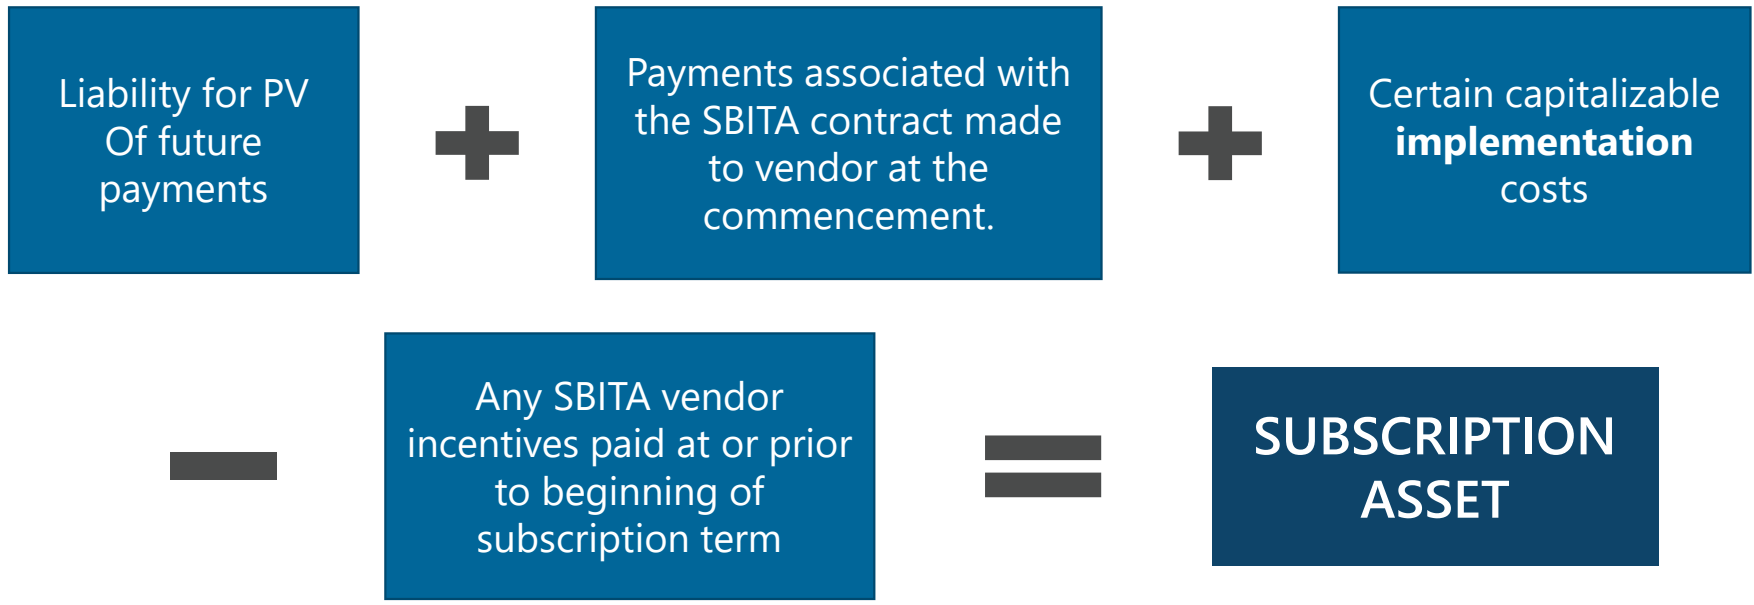 Liability for PV
Of future
payments
Payments associated with
the SBITA contract made
to vendor at the
commencement.
Certain capitalizable
implementation
costs
Any SBITA vendor
incentives paid at or prior
to beginning of
subscription term
SUBSCRIPTION
ASSET